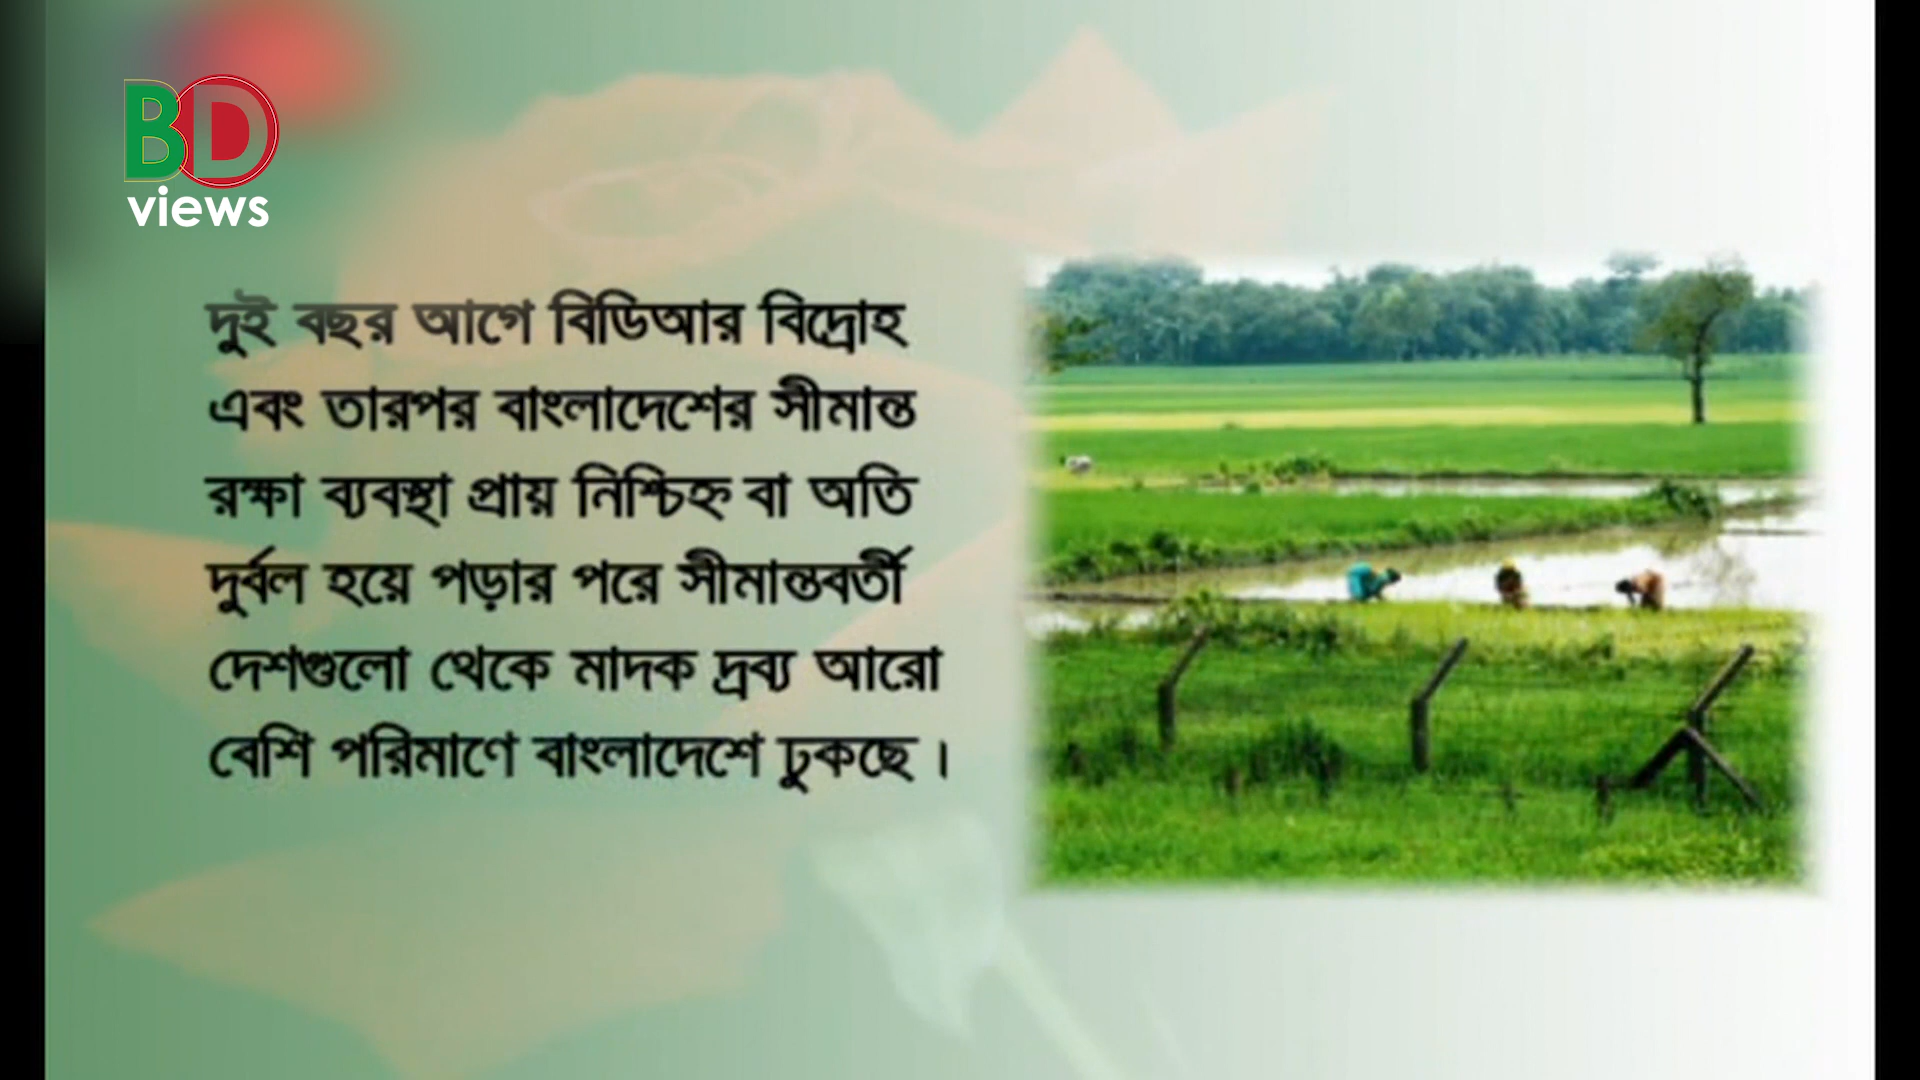 BD
views
দুই বছর আগে বিডিআর বিদ্রোহ
এবং তারপর বাংলাদেশের সীমান্ত
রক্ষা ব্যবস্থা প্রায় নিশ্চিহ্ন বা অতি
দুর্বল হয়ে পড়ার পরে সীমান্তবর্তী
দেশগুলো থেকে মাদক দ্রব্য আরো
বেশি পরিমাণে বাংলাদেশে ঢুকছে।